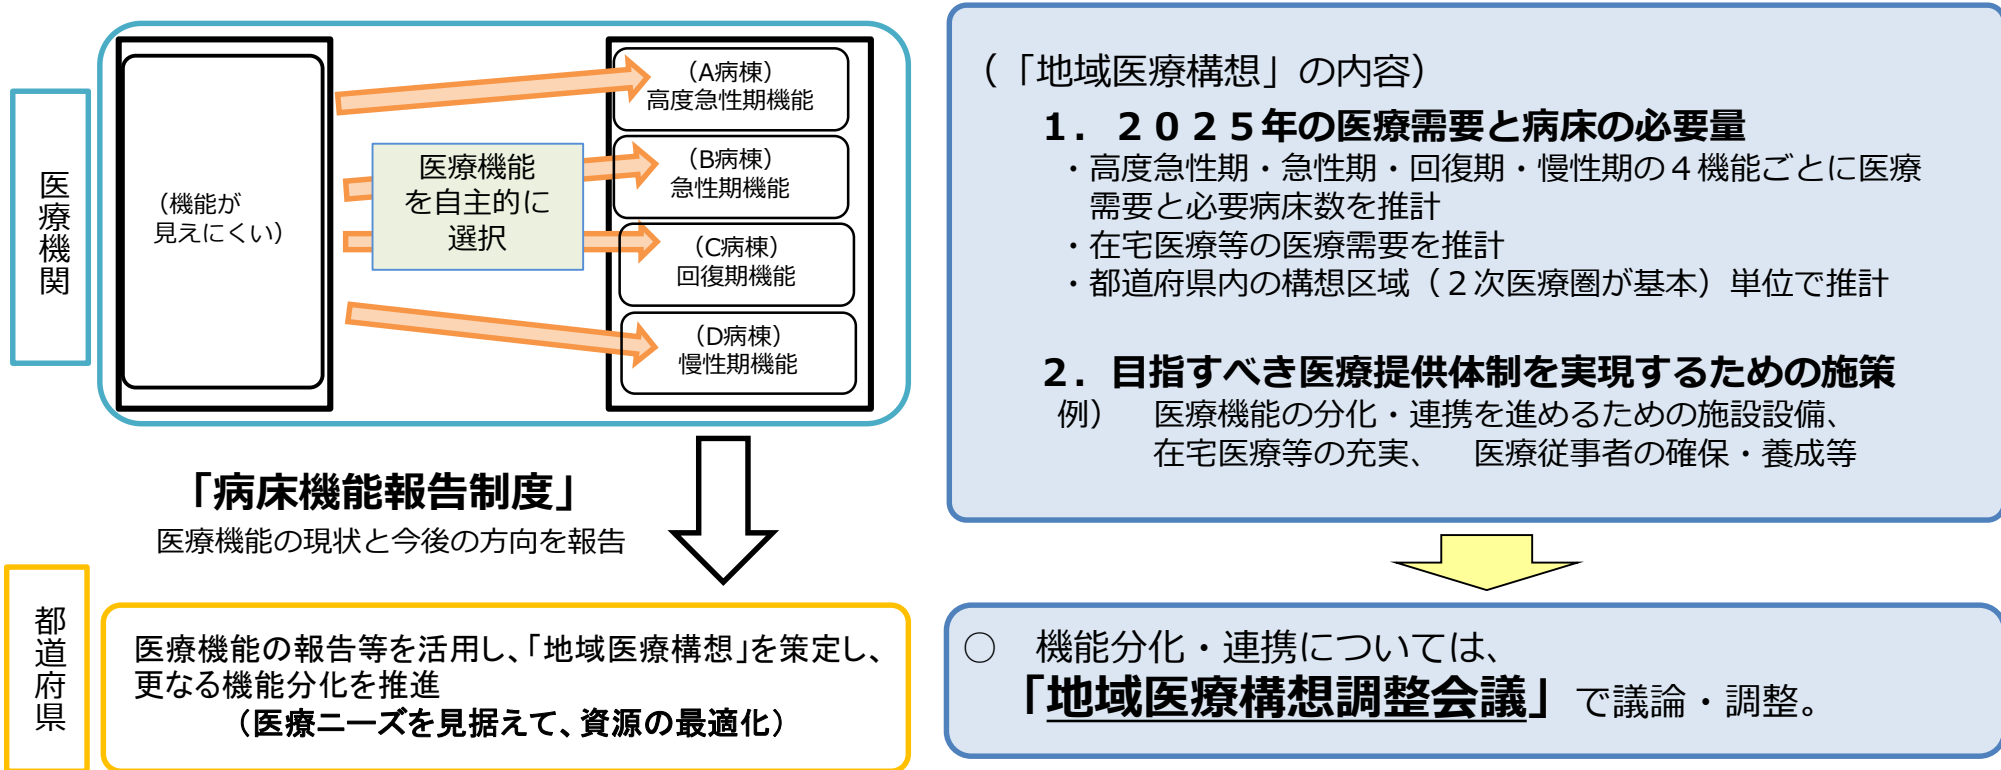 医療機関
（機能が
見えにくい）
医療機能
を自主的に
選択
（A病棟）
高度急性期機能
（B病棟）
急性期機能
（C病棟）
回復期機能
（D病棟）
慢性期機能
「病床機能報告制度」
医療機能の現状と今後の方向を報告
都道府県
医療機能の報告等を活用し、「地域医療構想」を策定し、
更なる機能分化を推進
（医療ニーズを見据えて、資源の最適化）
（「地域医療構想」の内容）
１．２０２５年の医療需要と病床の必要量
・高度急性期・急性期・回復期・慢性期の４機能ごとに医療
需要と必要病床数を推計
・在宅医療等の医療需要を推計
・都道府県内の構想区域（２次医療圏が基本）単位で推計
２．目指すべき医療提供体制を実現するための施策
例）　医療機能の分化・連携を進めるための施設設備、
在宅医療等の充実、　医療従事者の確保・養成等
○　機能分化・連携については、
「地域医療構想調整会議」で議論・調整。